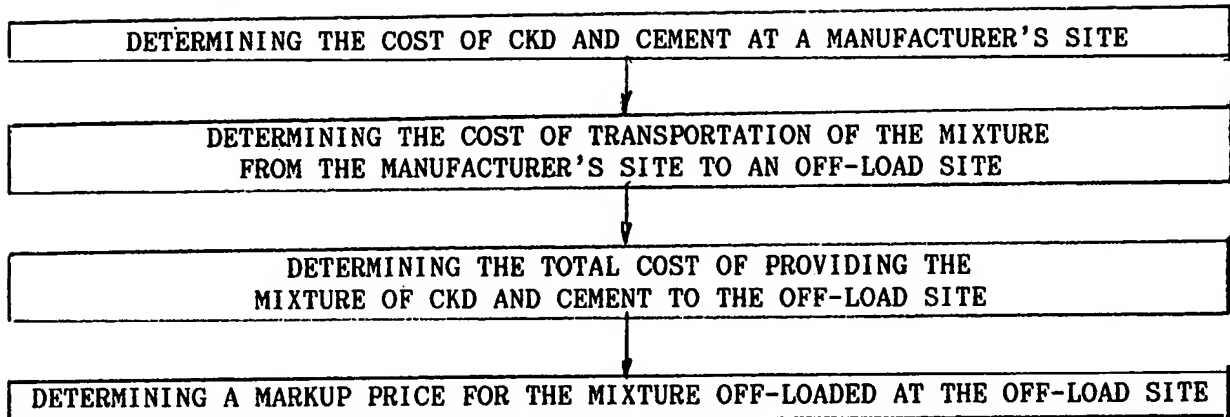 DETERMINING THE COST OF CKD AND CEMENT AT A MANUFACTURER'S SITE
DETERMINING THE COST OF TRANSPORTATION OF THE MIXTURE
FROM THE MANUFACTURER'S SITE TO AN OFF-LOAD SITE
DETERMINING THE TOTAL COST OF PROVIDING THE
MIXTURE OF CKD AND CEMENT TO THE OFF-LOAD SITE
DETERMINING A MARKUP PRICE FOR THE MIXTURE OFF-LOADED AT THE OFF-LOAD SITE